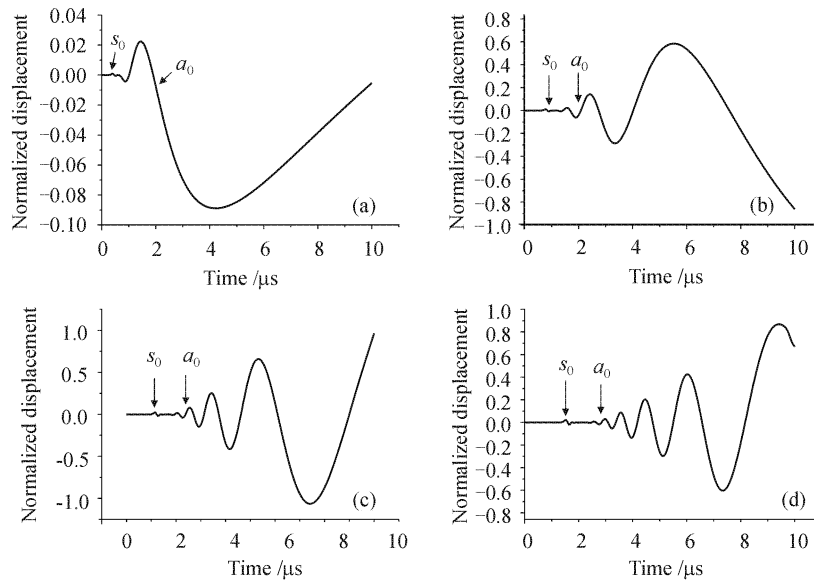 Normalized displacement
0.04
0.02
0.00
−0.02
−0.04
−0.06
−0.08
−0.10
s0
a0
(a)
0 2 4 6 8 10
Time /μs
Normalized displacement
0.8
0.6
0.4
0.2
0.0
−0.2
−0.4
−0.6
−0.8
−1.0
s0 a0
(b)
0 2 4 6 8 10
Time /μs
Normalized displacement
1.0
0.5
0.0
-0.5
-1.0
s0 a0
(c)
0 2 4 6 8 10
Time /μs
Normalized displacement
1.0
0.8
0.6
0.4
0.2
0.0
−0.2
−0.4
−0.6
−0.8
s0 a0
(d)
0 2 4 6 8 10
Time /μs